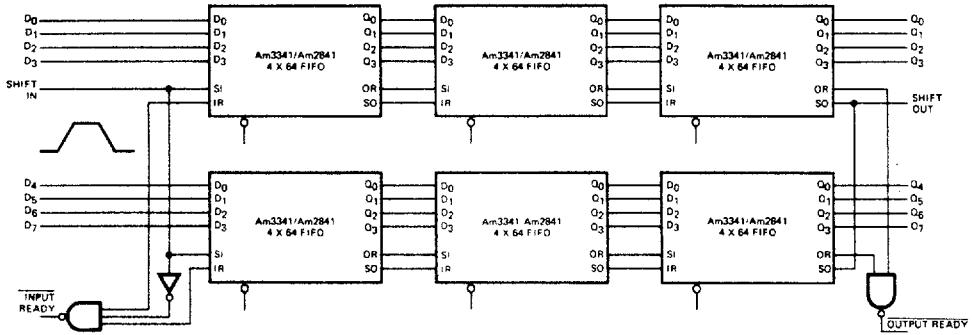 D0 D0 Q0 D0 Q0 D0 Q0 Q0
D1 D1 Q1 D1 Q1 D1 Q1 Q1
D2 D2 Q2 D2 Q2 D2 Q2 Q2
D3 D3 Q3 D3 Q3 D3 Q3 Q3
Am3341/Am2841 Am3341/Am2841 Am3341/Am2841
4 X 64 FIFO 4 X 64 FIFO 4 X 64 FIFO
SHIFT IN SI OR SI OR SI OR
IR SO IR SO IR SO SHIFT OUT
D4 D0 Q0 D0 Q0 D0 Q0 Q4
D5 D1 Q1 D1 Q1 D1 Q1 Q5
D6 D2 Q2 D2 Q2 D2 Q2 Q6
D7 D3 Q3 D3 Q3 D3 Q3 Q7
Am3341/Am2841 Am3341 Am2841 Am3341/Am2841
4 X 64 FIFO 4 X 64 FIFO 4 X 64 FIFO
SI OR SI OR SI OR
IR SO IR SO IR SO
INPUT
READY
OUTPUT READY